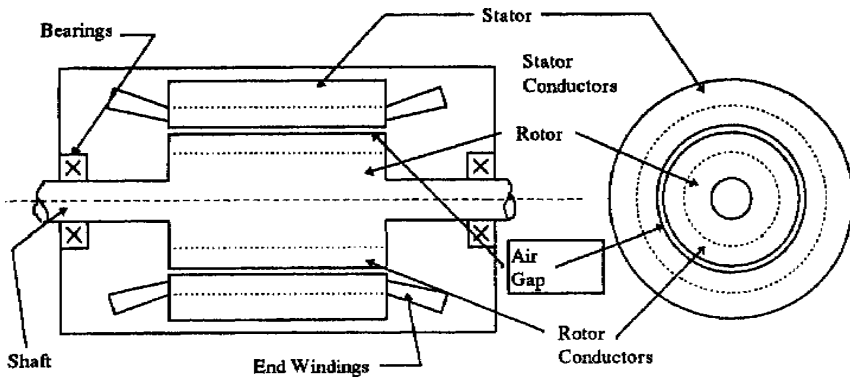 Stator
Bearings
Stator
Conductors
Rotor
Air
Gap
Rotor
Conductors
Shaft
End Windings